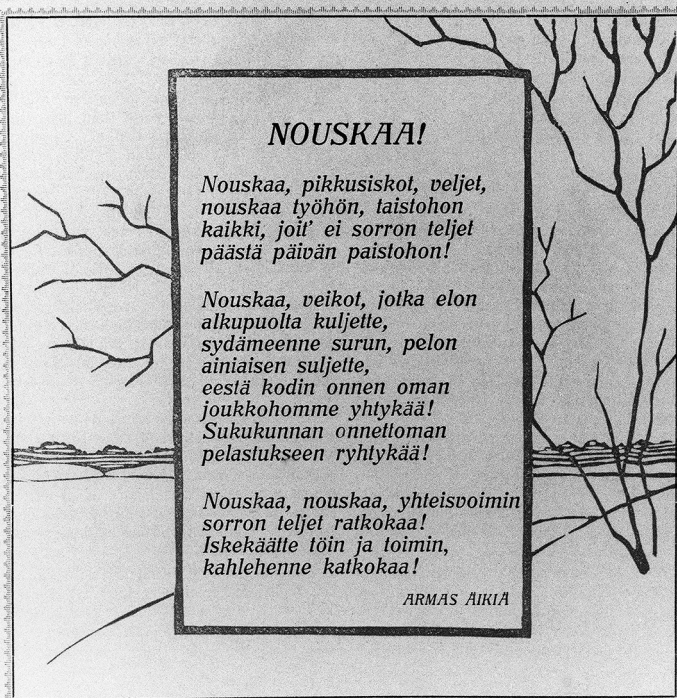 NOUSKAA!
Nouskaa, pikkusiskot, veljet,
nouskaa työhön, taistohon
kaikki, joit' ei sorron teljet
päästä päivän paistohon!
Nouskaa, veikot, jotka elon
alkupuolta kuljette,
sydämeenne surun, pelon
ainiaisen suljette,
eestä kodin onnen oman
joukkohomme yhtykää!
Sukukunnan onnettoman
pelastukseen ryhtykää!
Nouskaa, nouskaa, yhteisvoimin
sorron teljet ratkokaa!
Iskekäätte töin ja toimin,
kahlehenne katkokaa!
ARMAS ÄIKIÄ